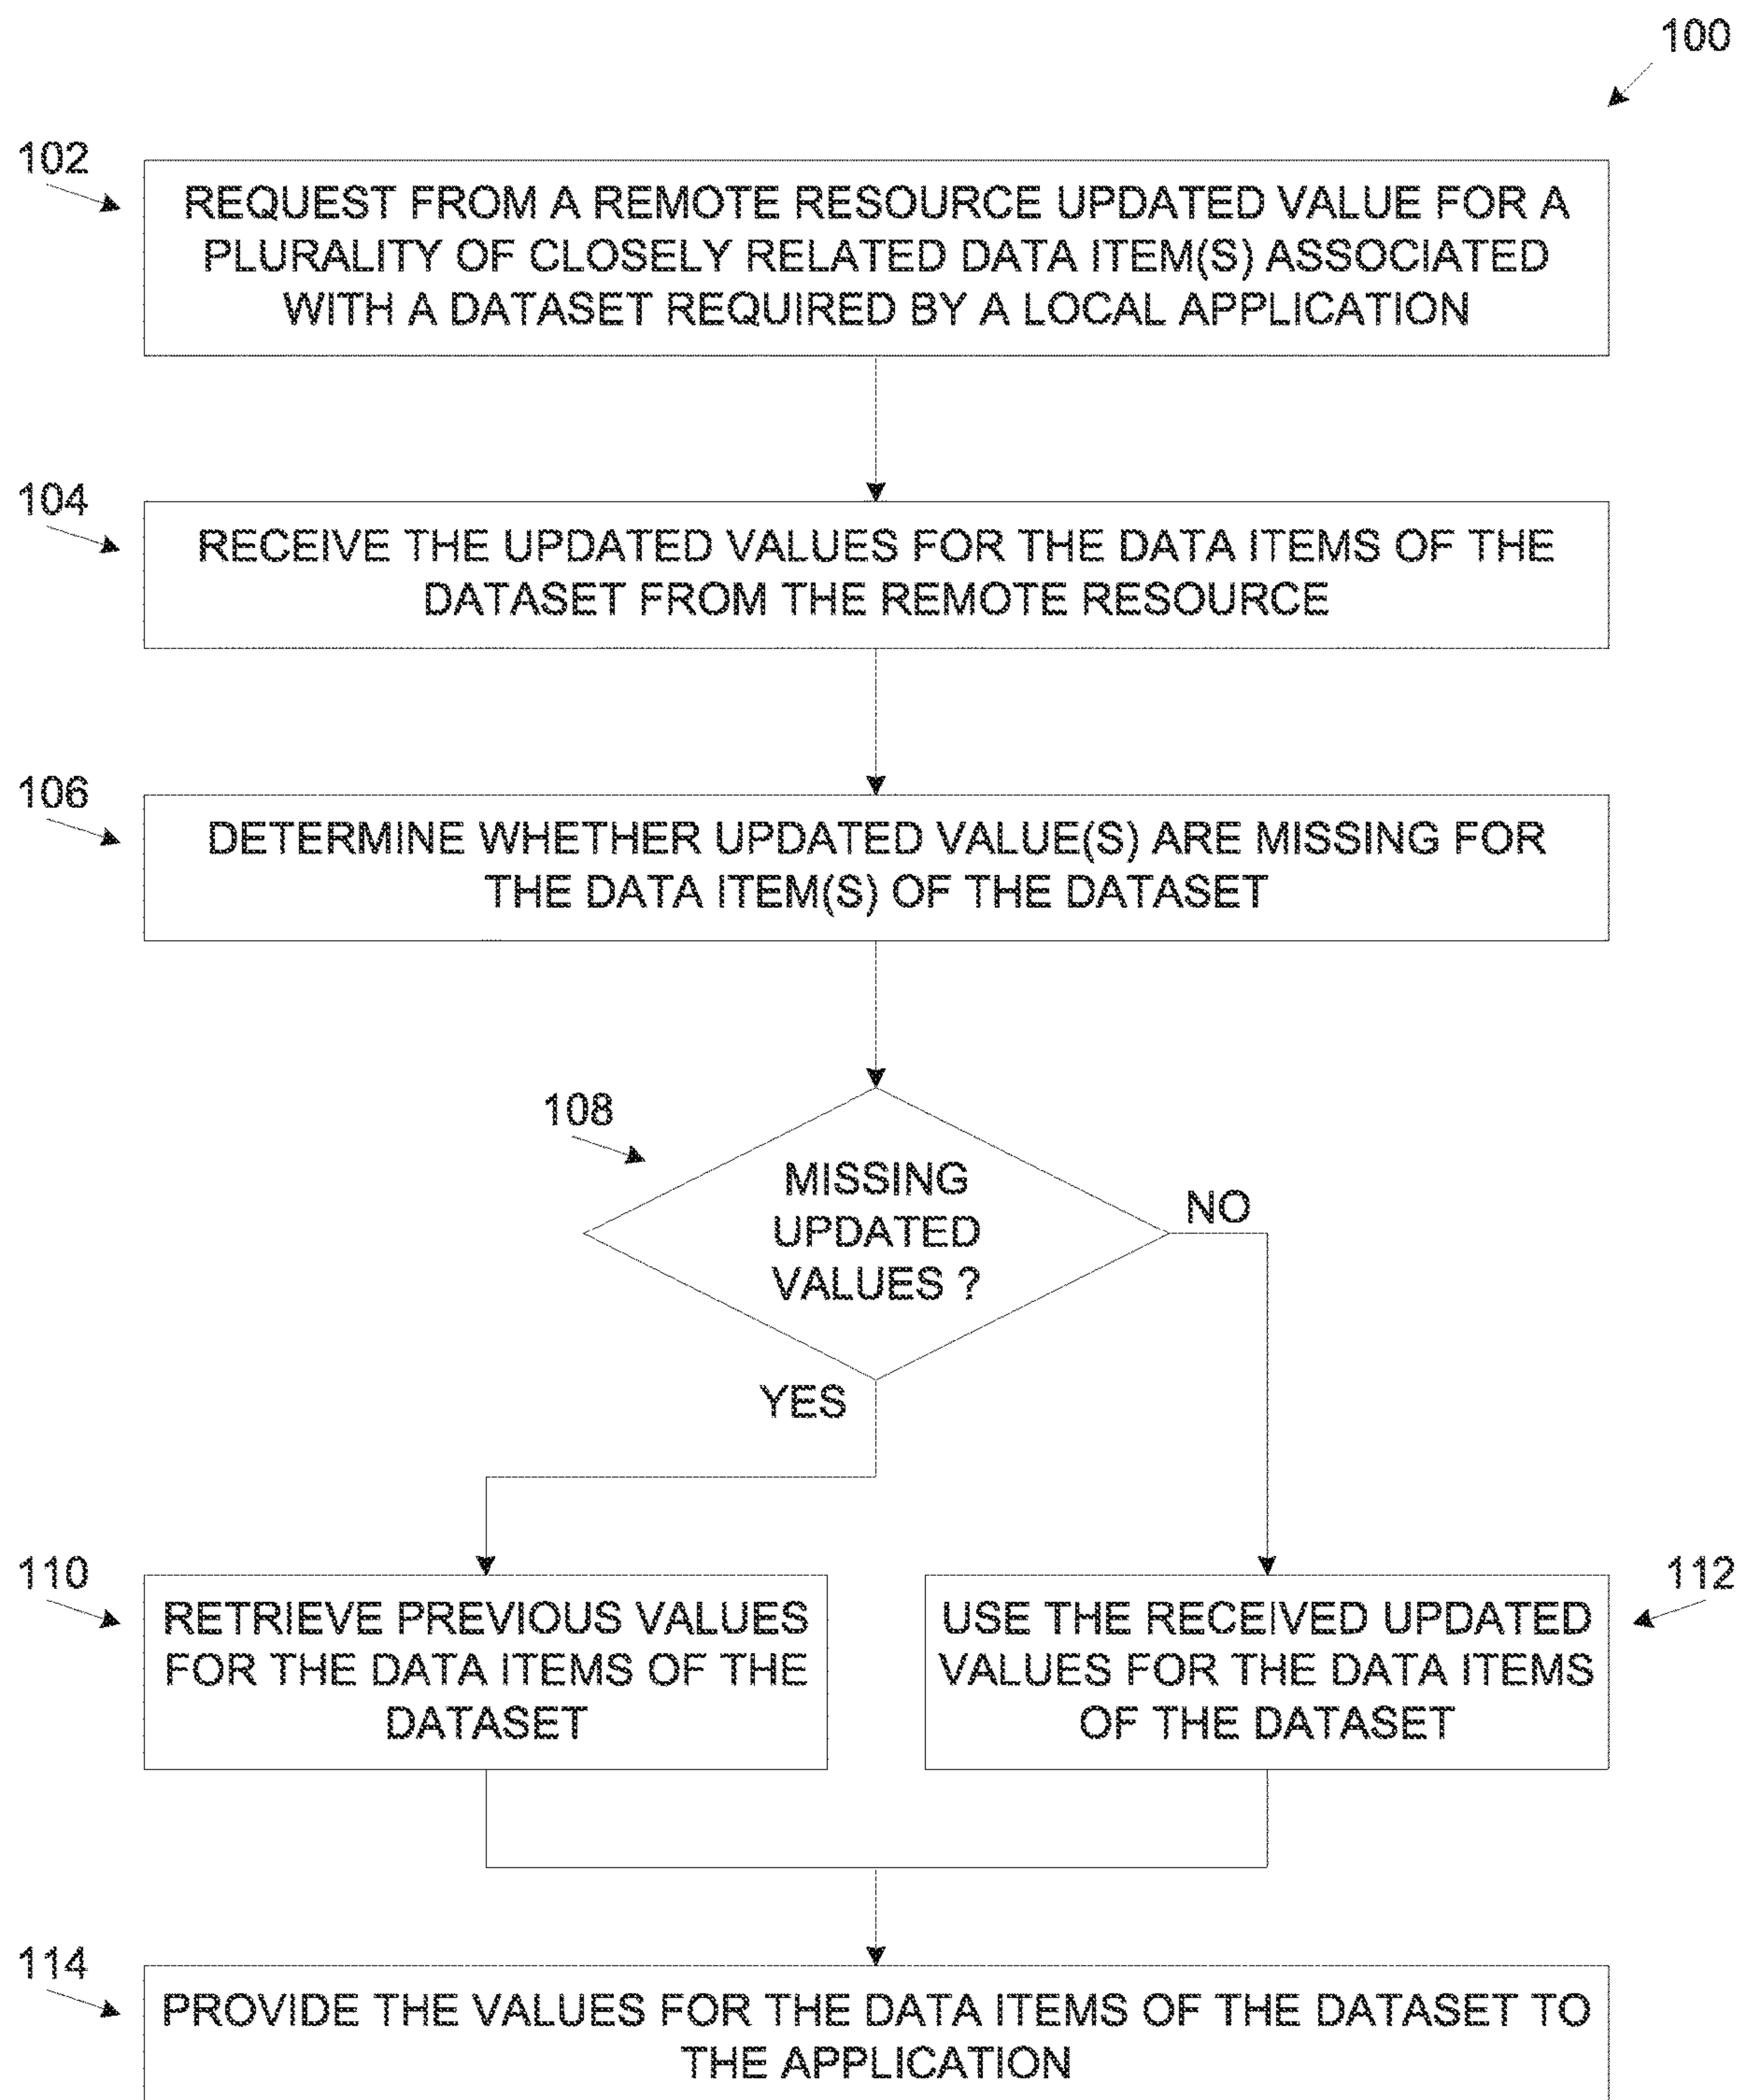 100
102
REQUEST FROM A REMOTE RESOURCE UPDATED VALUE FOR A
PLURALITY OF CLOSELY RELATED DATA ITEM(S) ASSOCIATED
WITH A DATASET REQUIRED BY A LOCAL APPLICATION
104
RECEIVE THE UPDATED VALUES FOR THE DATA ITEMS OF THE
DATASET FROM THE REMOTE RESOURCE
106
DETERMINE WHETHER UPDATED VALUE(S) ARE MISSING FOR
THE DATA ITEM(S) OF THE DATASET
108
MISSING
UPDATED
VALUES ?
NO
YES
110
RETRIEVE PREVIOUS VALUES
FOR THE DATA ITEMS OF THE
DATASET
112
USE THE RECEIVED UPDATED
VALUES FOR THE DATA ITEMS
OF THE DATASET
114
PROVIDE THE VALUES FOR THE DATA ITEMS OF THE DATASET TO
THE APPLICATION